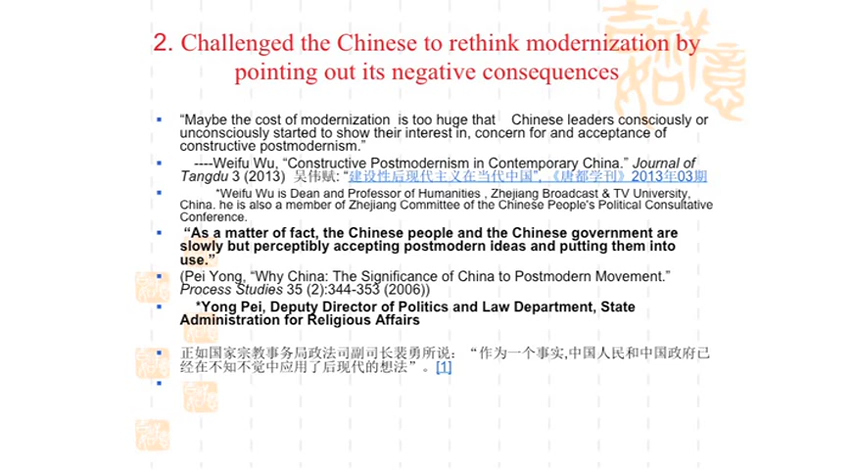 2. Challenged the Chinese to rethink modernization by
pointing out its negative consequences
“Maybe the cost of modernization is too huge that Chinese leaders consciously or
unconsciously started to show their interest in, concern for and acceptance of
constructive postmodernism.”
----Weifu Wu, “Constructive Postmodernism in Contemporary China.” Journal of
Tangdu 3 (2013) 吴伟赋: “建设性后现代主义在当代中国”, 《唐都学刊》2013年03期
*Weifu Wu is Dean and Professor of Humanities , Zhejiang Broadcast & TV University,
China. he is also a member of Zhejiang Committee of the Chinese People's Political Consultative
Conference.
“As a matter of fact, the Chinese people and the Chinese government are
slowly but perceptibly accepting postmodern ideas and putting them into
use.”
(Pei Yong, “Why China: The Significance of China to Postmodern Movement.”
Process Studies 35 (2):344-353 (2006))
*Yong Pei, Deputy Director of Politics and Law Department, State
Administration for Religious Affairs
正如国家宗教事务局政法司副司长裴勇所说：“作为一个事实,中国人民和中国政府已
经在不知不觉中应用了后现代的想法”。[1]